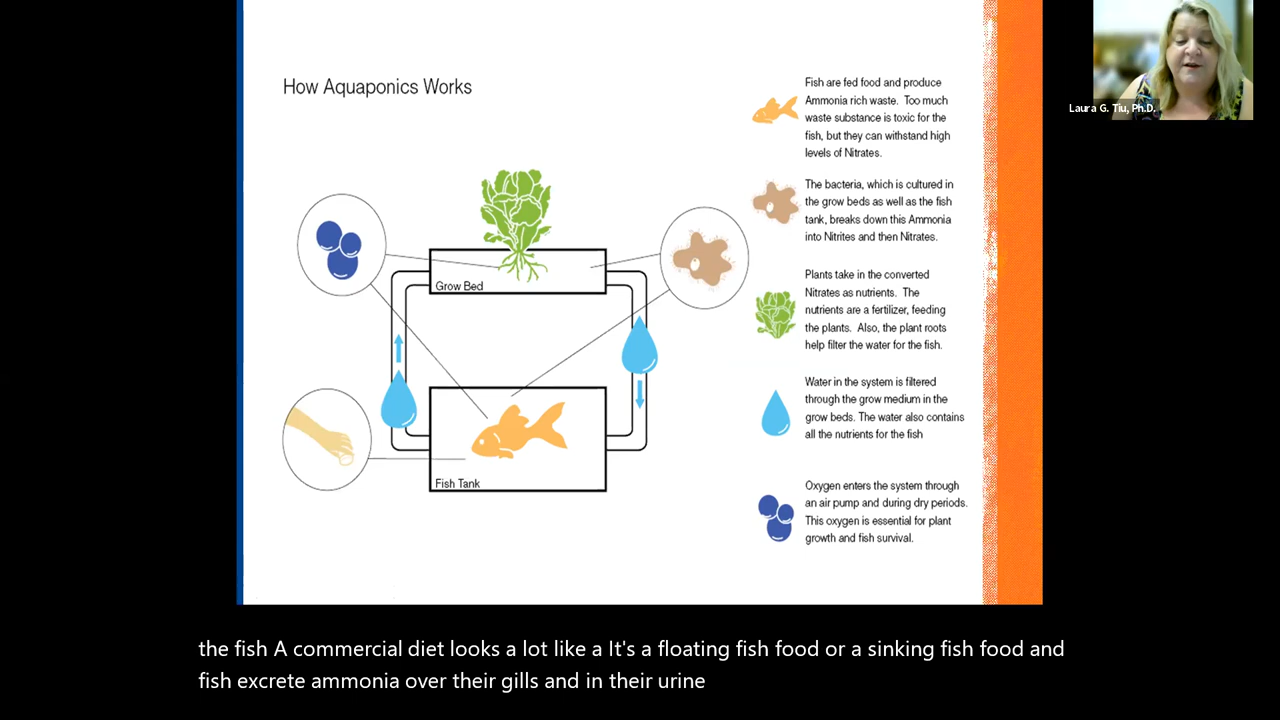 How Aquaponics Works
Grow Bed
Fish Tank
Fish are fed food and produce
Ammonia rich waste. Too much
waste substance is toxic for the
fish, but they can withstand high
levels of Nitrates.
The bacteria, which is cultured in
the grow beds as well as the fish
tank, breaks down this Ammonia
into Nitrites and then Nitrates.
Plants take in the converted
Nitrates as nutrients. The
nutrients are a fertilizer, feeding
the plants. Also, the plant roots
help filter the water for the fish.
Water in the system is filtered
through the grow medium in the
grow beds. The water also contains
all the nutrients for the fish
Oxygen enters the system through
an air pump and during dry periods.
This oxygen is essential for plant
growth and fish survival.
Laura G. Tiu, Ph.D.
the fish A commercial diet looks a lot like a It's a floating fish food or a sinking fish food and
fish excrete ammonia over their gills and in their urine